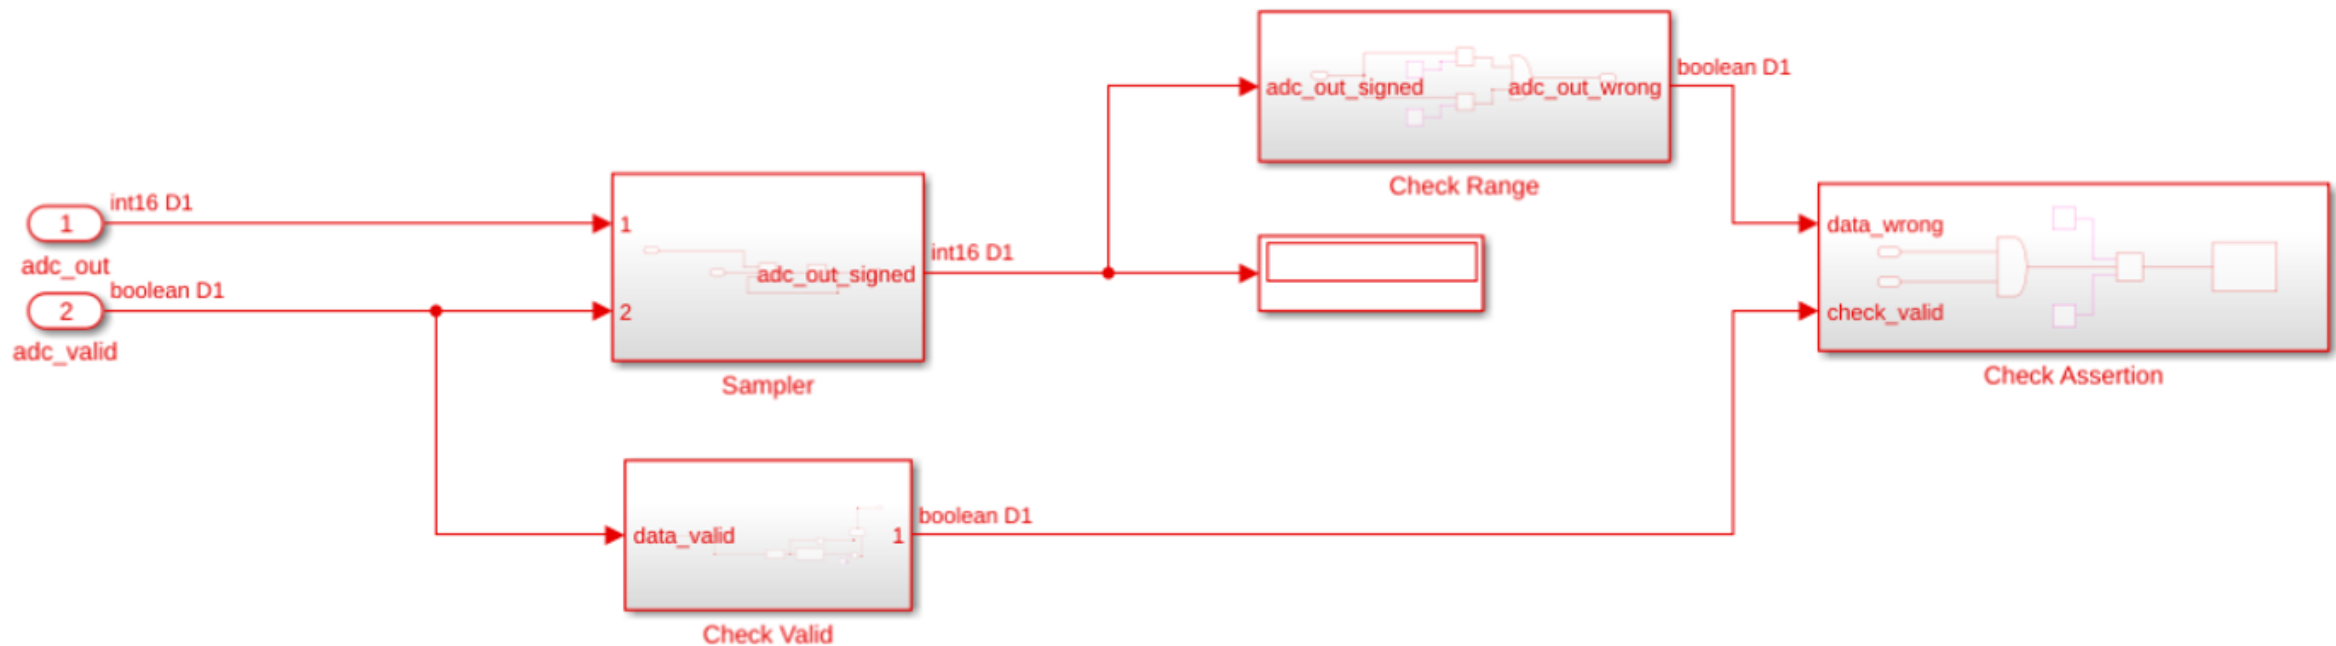 boolean D1
adc_out_signed
adc_out_wrong
Check Range
int16 D1
1
adc_out
1
2
adc_out_signed
int16 D1
boolean D1
2
adc_valid
Sampler
data_wrong
check_valid
Check Assertion
data_valid
1
boolean D1
Check Valid